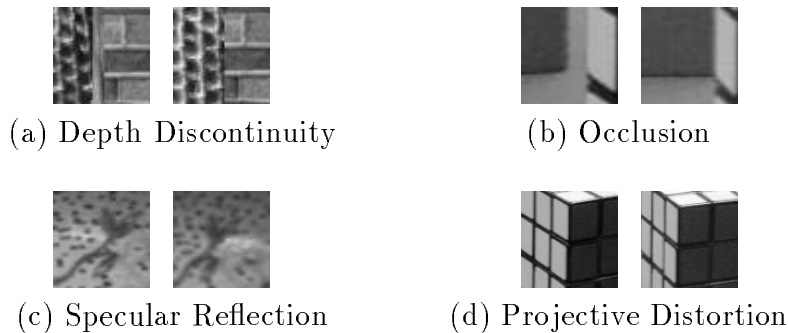 (a) Depth Discontinuity
(b) Occlusion
(c) Specular Reflection
(d) Projective Distortion